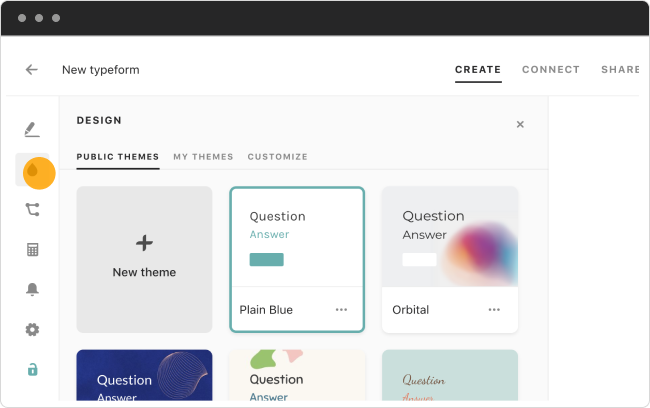 New typeform
CREATE CONNECT SHARE
DESIGN
PUBLIC THEMES MY THEMES CUSTOMIZE
New theme
Question
Answer
Plain Blue
Question
Answer
Orbital
Question
Answer
Question
Answer
Question
Answer